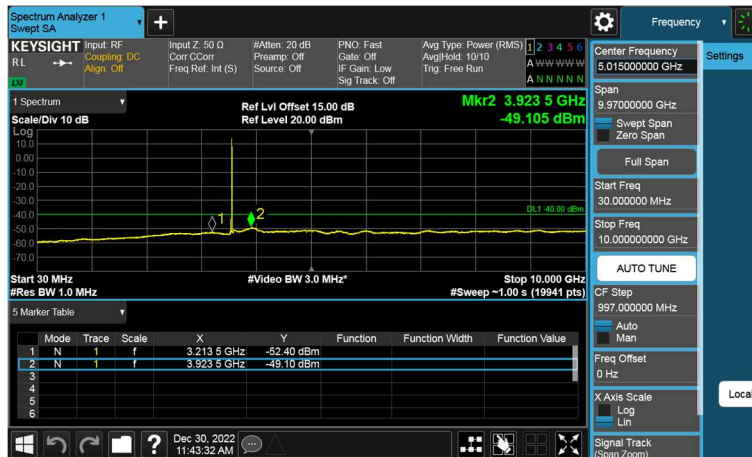 Spectrum Analyzer 1
Swept SA
Frequency
KEYSIGHT
RL
LXI
Input: RF
Coupling: DC
Align: Off
Input Z: 50 Ω
Corr CCorr
Freq Ref: Int (S)
#Atten: 20 dB
Preamp: Off
Source: Off
PNO: Fast
Gate: Off
IF Gain: Low
Sig Track: Off
Avg Type: Power (RMS)
Avg|Hold: 10/10
Trig: Free Run
1 2 3 4 5 6
A W W W W W
A N N N N N
1 Spectrum
Scale/Div 10 dB
Ref Lvl Offset 15.00 dB
Ref Level 20.00 dBm
Mkr2 3.923 5 GHz
-49.105 dBm
Log
10.0
0.00
-10.0
-20.0
-30.0
-40.0
-50.0
-60.0
-70.0
DL1 -40.00 dBm
1
2
Start 30 MHz
#Res BW 1.0 MHz
#Video BW 3.0 MHz*
Stop 10.000 GHz
#Sweep ~1.00 s (19941 pts)
5 Marker Table
Mode Trace Scale X Y Function Function Width Function Value
1 N 1 f 3.213 5 GHz -52.40 dBm
2 N 1 f 3.923 5 GHz -49.10 dBm
3
4
5
6
Dec 30, 2022
11:43:32 AM
Center Frequency
5.015000000 GHz
Settings
Span
9.97000000 GHz
Swept Span
Zero Span
Full Span
Start Freq
30.000000 MHz
Stop Freq
10.000000000 GHz
AUTO TUNE
CF Step
997.000000 MHz
Auto
Man
Freq Offset
0 Hz
X Axis Scale
Log
Lin
Local
Signal Track
(Span Zoom)